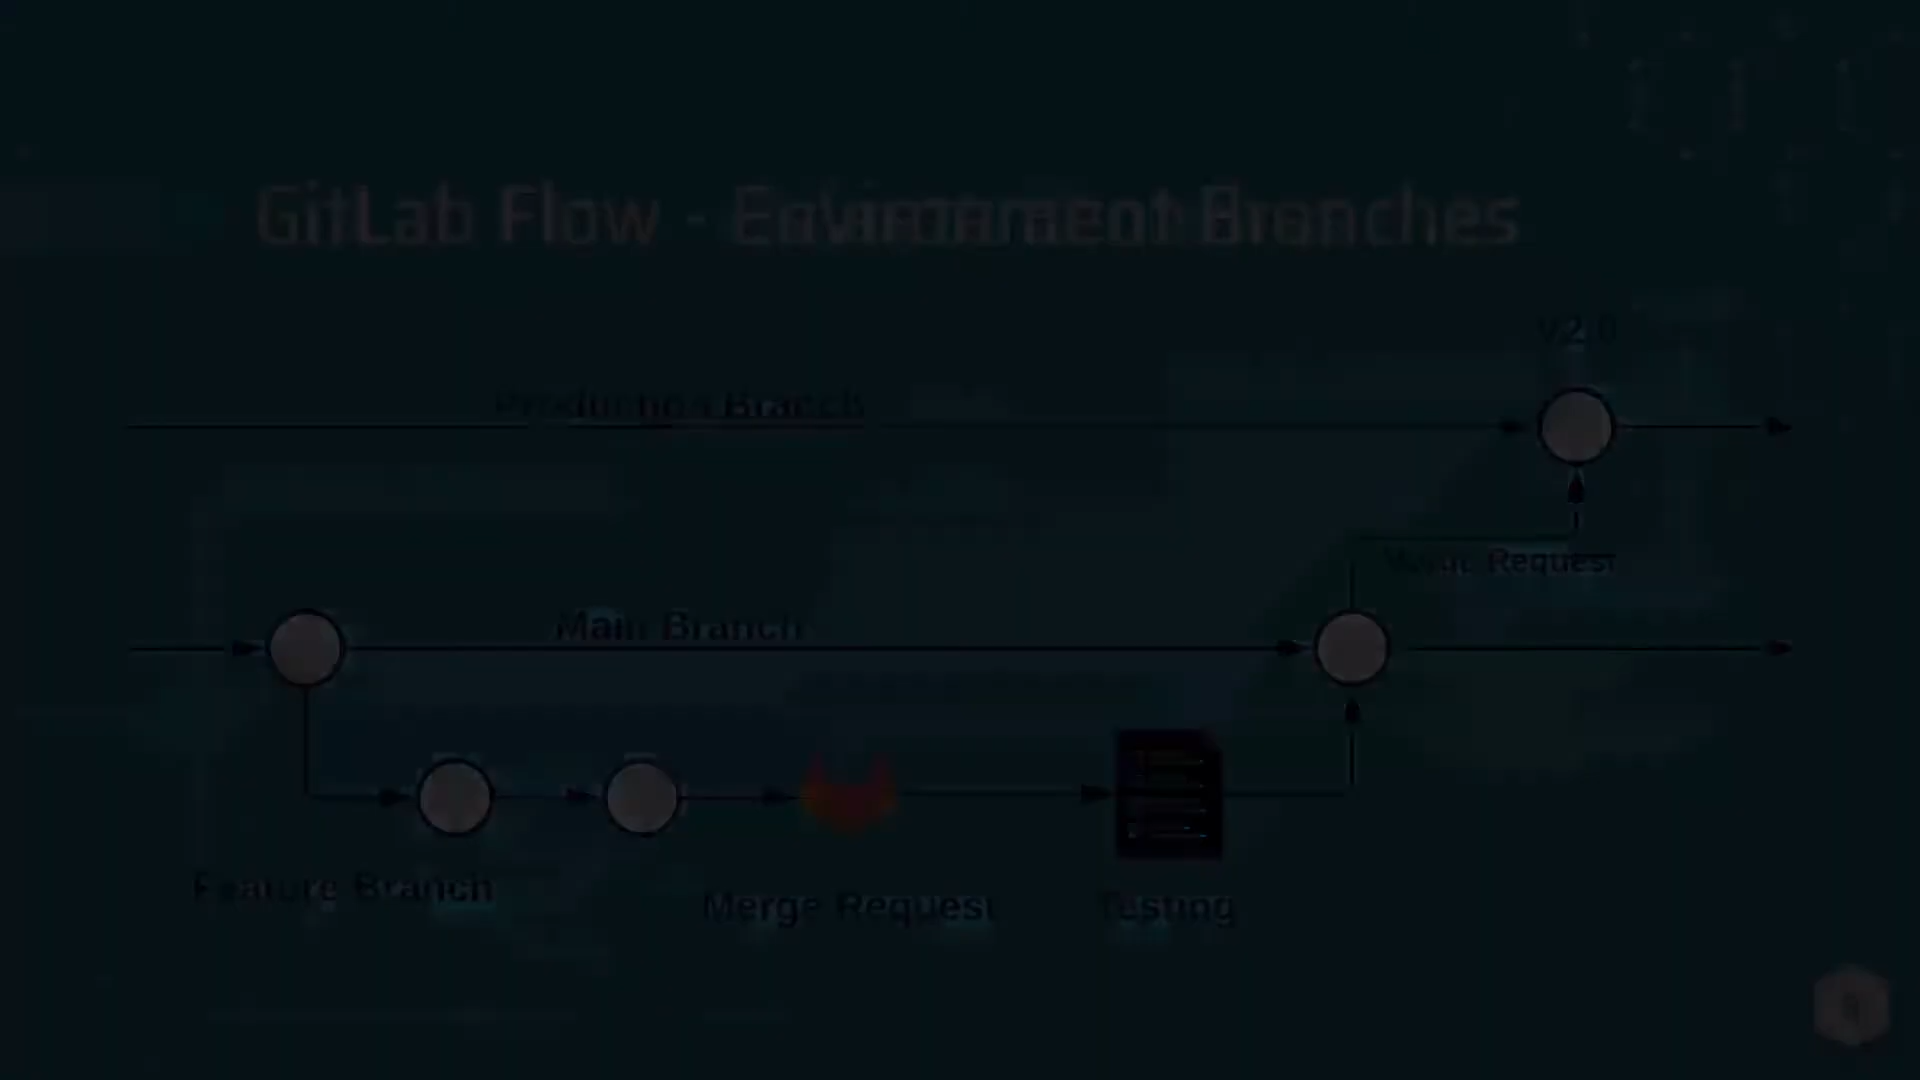 GitLab Flow - Environment Branches
V2.0
Production Branch
Merge Request
Main Branch
Feature Branch
Merge Request
Testing